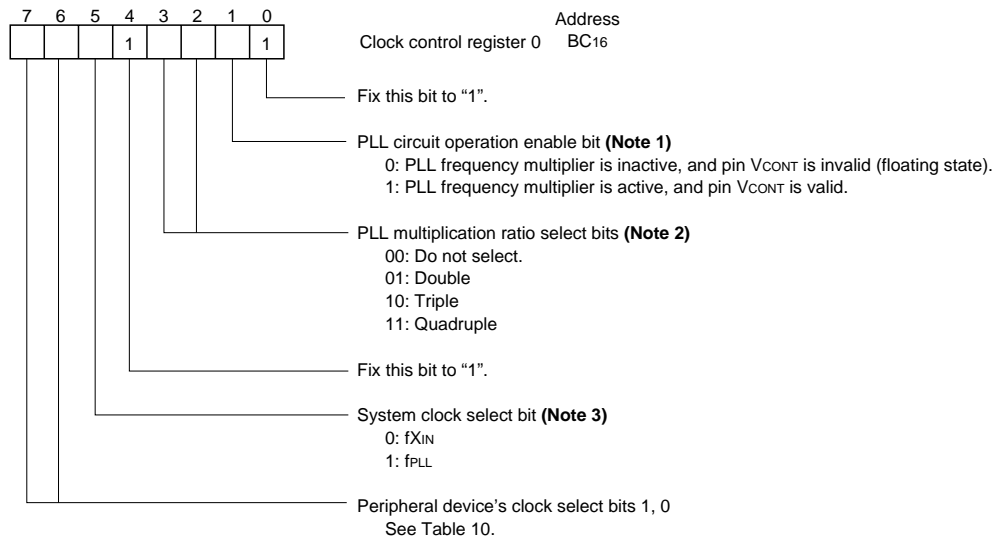 7 6 5 4 3 2 1 0
Address
1 1
Clock control register 0 BC16
Fix this bit to “1”.
PLL circuit operation enable bit (Note 1)
0: PLL frequency multiplier is inactive, and pin VCONT is invalid (floating state).
1: PLL frequency multiplier is active, and pin VCONT is valid.
PLL multiplication ratio select bits (Note 2)
00: Do not select.
01: Double
10: Triple
11: Quadruple
Fix this bit to “1”.
System clock select bit (Note 3)
0: fXIN
1: fPLL
Peripheral device’s clock select bits 1, 0
See Table 10.